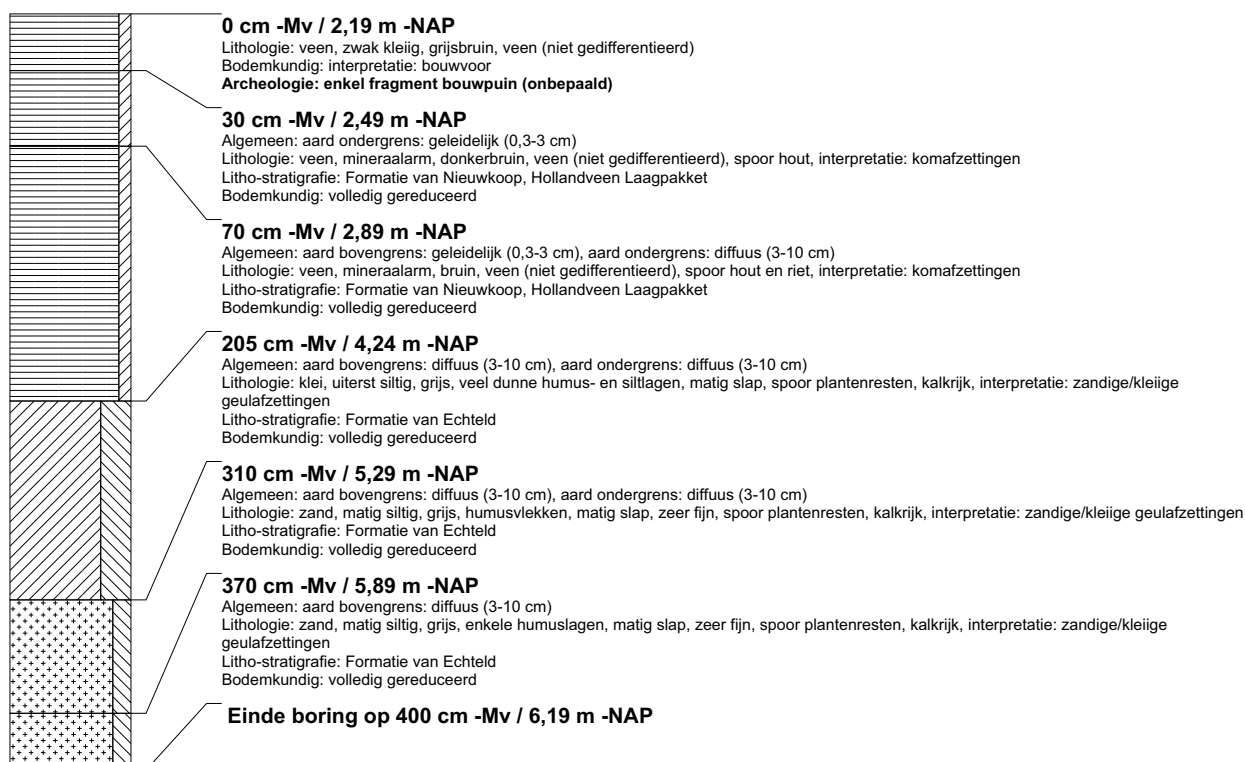 0 cm -Mv / 2,19 m -NAP
Lithologie: veen, zwak kleiig, grijsbruin, veen (niet gedifferentieerd)
Bodemkundig: interpretatie: bouwvoor
Archeologie: enkel fragment bouwpuin (onbepaald)
30 cm -Mv / 2,49 m -NAP
Algemeen: aard ondergrens: geleidelijk (0,3-3 cm)
Lithologie: veen, mineraalarm, donkerbruin, veen (niet gedifferentieerd), spoor hout, interpretatie: komafzettingen
Litho-stratigrafie: Formatie van Nieuwkoop, Hollandveen Laagpakket
Bodemkundig: volledig gereduceerd
70 cm -Mv / 2,89 m -NAP
Algemeen: aard bovengrens: geleidelijk (0,3-3 cm), aard ondergrens: diffuus (3-10 cm)
Lithologie: veen, mineraalarm, bruin, veen (niet gedifferentieerd), spoor hout en riet, interpretatie: komafzettingen
Litho-stratigrafie: Formatie van Nieuwkoop, Hollandveen Laagpakket
Bodemkundig: volledig gereduceerd
205 cm -Mv / 4,24 m -NAP
Algemeen: aard bovengrens: diffuus (3-10 cm), aard ondergrens: diffuus (3-10 cm)
Lithologie: klei, uiterst siltig, grijs, veel dunne humus- en siltlagen, matig slap, spoor plantenresten, kalkrijk, interpretatie: zandige/kleiige
geulafzettingen
Litho-stratigrafie: Formatie van Echteld
Bodemkundig: volledig gereduceerd
310 cm -Mv / 5,29 m -NAP
Algemeen: aard bovengrens: diffuus (3-10 cm), aard ondergrens: diffuus (3-10 cm)
Lithologie: zand, matig siltig, grijs, humusvlekken, matig slap, zeer fijn, spoor plantenresten, kalkrijk, interpretatie: zandige/kleiige geulafzettingen
Litho-stratigrafie: Formatie van Echteld
Bodemkundig: volledig gereduceerd
370 cm -Mv / 5,89 m -NAP
Algemeen: aard bovengrens: diffuus (3-10 cm)
Lithologie: zand, matig siltig, grijs, enkele humuslagen, matig slap, zeer fijn, spoor plantenresten, kalkrijk, interpretatie: zandige/kleiige
geulafzettingen
Litho-stratigrafie: Formatie van Echteld
Bodemkundig: volledig gereduceerd
Einde boring op 400 cm -Mv / 6,19 m -NAP